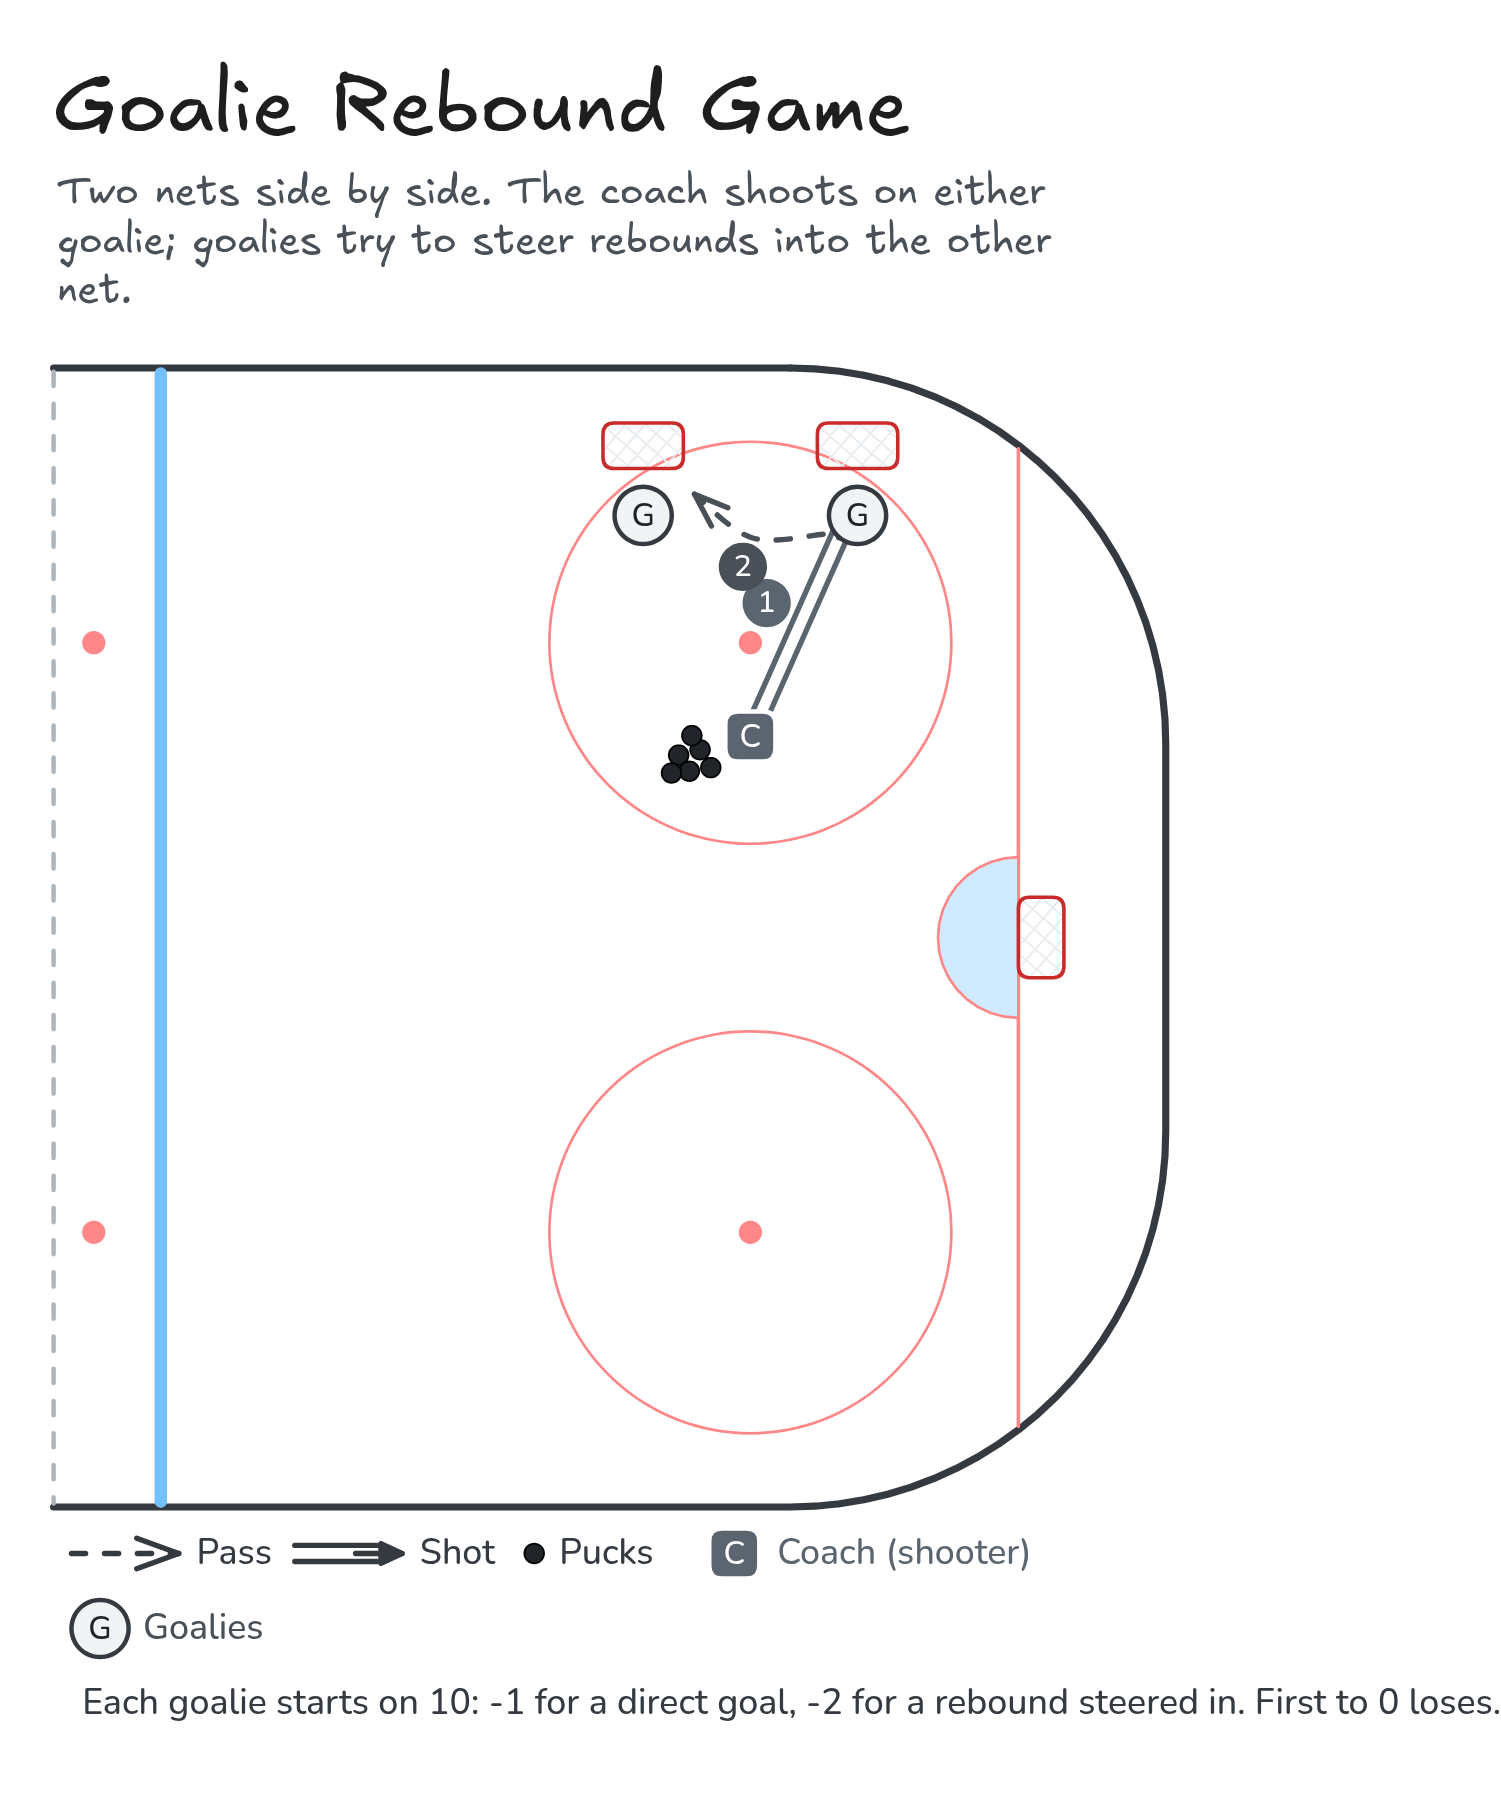 Goalie Rebound Game
Two nets side by side. The coach shoots on either
goalie; goalies try to steer rebounds into the other
net.
G G
2
1
C
Pass Shot Pucks C Coach (shooter)
G Goalies
Each goalie starts on 10: -1 for a direct goal, -2 for a rebound steered in. First to 0 loses.